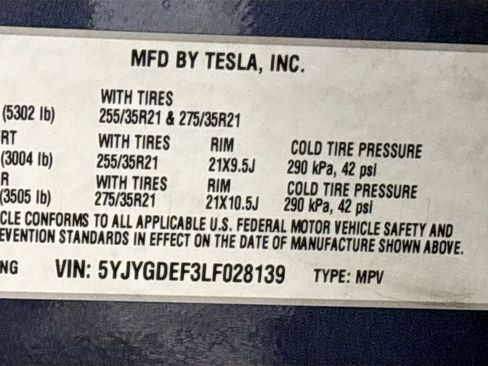 MFD BY TESLA, INC.
WITH TIRES
(5302 lb) 255/35R21 & 275/35R21
RT WITH TIRES RIM COLD TIRE PRESSURE
(3004 lb) 255/35R21 21X9.5J 290 kPa, 42 psi
R WITH TIRES RIM COLD TIRE PRESSURE
(3505 lb) 275/35R21 21X10.5J 290 kPa, 42 psi
CLE CONFORMS TO ALL APPLICABLE U.S. FEDERAL MOTOR VEHICLE SAFETY AND
EVENTION STANDARDS IN EFFECT ON THE DATE OF MANUFACTURE SHOWN ABOVE.
NG VIN: 5YJYGDEF3LF028139 TYPE: MPV